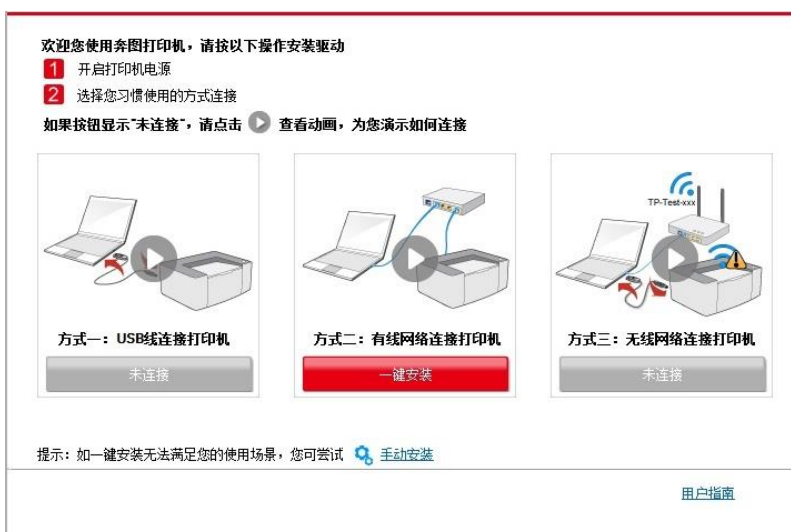 欢迎您使用奔图打印机，请按以下操作安装驱动
1 开启打印机电源
2 选择您习惯使用的方式连接
如果按钮显示"未连接"，请点击 查看动画，为您演示如何连接
TP-Test-xxx
方式一：USB线连接打印机
方式二：有线网络连接打印机
方式三：无线网络连接打印机
未连接
一键安装
未连接
提示：如一键安装无法满足您的使用场景，您可尝试 手动安装
用户指南